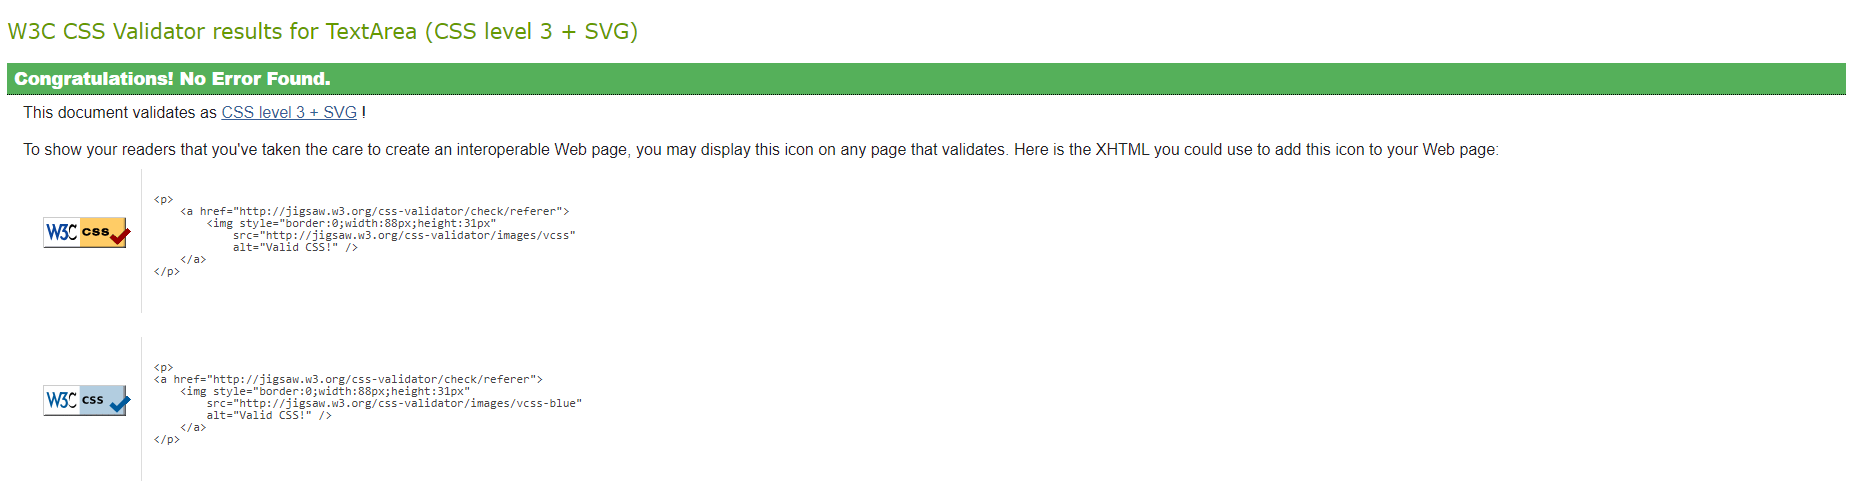 W3C CSS Validator results for TextArea (CSS level 3 + SVG)
Congratulations! No Error Found.
This document validates as CSS level 3 + SVG !
To show your readers that you've taken the care to create an interoperable Web page, you may display this icon on any page that validates. Here is the XHTML you could use to add this icon to your Web page:
W3C css
<p>
    <a href="http://jigsaw.w3.org/css-validator/check/referer">
        <img style="border:0;width:88px;height:31px"
            src="http://jigsaw.w3.org/css-validator/images/vcss"
            alt="Valid CSS!" />
    </a>
</p>
W3C css
<p>
<a href="http://jigsaw.w3.org/css-validator/check/referer">
    <img style="border:0;width:88px;height:31px"
        src="http://jigsaw.w3.org/css-validator/images/vcss-blue"
        alt="Valid CSS!" />
    </a>
</p>